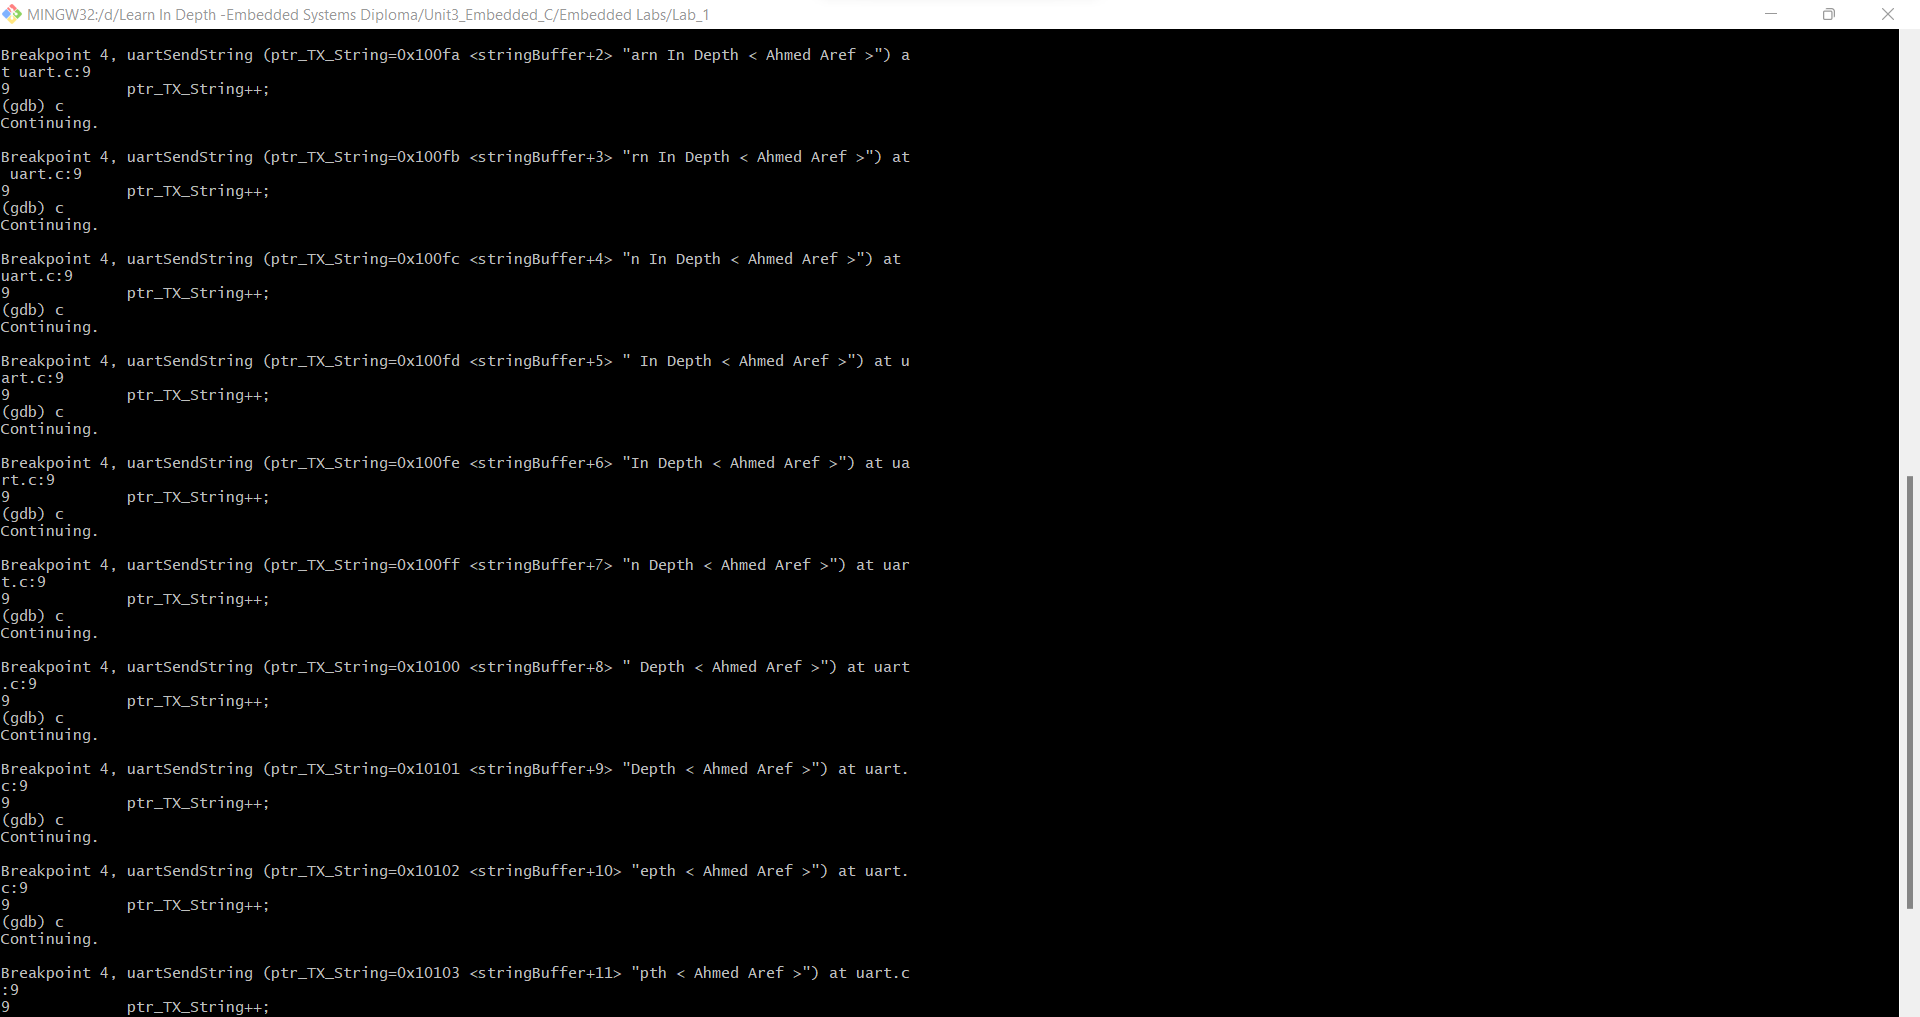 MINGW32:/d/Learn In Depth -Embedded Systems Diploma/Unit3_Embedded_C/Embedded Labs/Lab_1
Breakpoint 4, uartSendString (ptr_TX_String=0x100fa <stringBuffer+2> "arn In Depth < Ahmed Aref >") a
t uart.c:9
9             ptr_TX_String++;
(gdb) c
Continuing.
Breakpoint 4, uartSendString (ptr_TX_String=0x100fb <stringBuffer+3> "rn In Depth < Ahmed Aref >") at
 uart.c:9
9             ptr_TX_String++;
(gdb) c
Continuing.
Breakpoint 4, uartSendString (ptr_TX_String=0x100fc <stringBuffer+4> "n In Depth < Ahmed Aref >") at
uart.c:9
9             ptr_TX_String++;
(gdb) c
Continuing.
Breakpoint 4, uartSendString (ptr_TX_String=0x100fd <stringBuffer+5> " In Depth < Ahmed Aref >") at u
art.c:9
9             ptr_TX_String++;
(gdb) c
Continuing.
Breakpoint 4, uartSendString (ptr_TX_String=0x100fe <stringBuffer+6> "In Depth < Ahmed Aref >") at ua
rt.c:9
9             ptr_TX_String++;
(gdb) c
Continuing.
Breakpoint 4, uartSendString (ptr_TX_String=0x100ff <stringBuffer+7> "n Depth < Ahmed Aref >") at uar
t.c:9
9             ptr_TX_String++;
(gdb) c
Continuing.
Breakpoint 4, uartSendString (ptr_TX_String=0x10100 <stringBuffer+8> " Depth < Ahmed Aref >") at uart
.c:9
9             ptr_TX_String++;
(gdb) c
Continuing.
Breakpoint 4, uartSendString (ptr_TX_String=0x10101 <stringBuffer+9> "Depth < Ahmed Aref >") at uart.
c:9
9             ptr_TX_String++;
(gdb) c
Continuing.
Breakpoint 4, uartSendString (ptr_TX_String=0x10102 <stringBuffer+10> "epth < Ahmed Aref >") at uart.
c:9
9             ptr_TX_String++;
(gdb) c
Continuing.
Breakpoint 4, uartSendString (ptr_TX_String=0x10103 <stringBuffer+11> "pth < Ahmed Aref >") at uart.c
:9
9             ptr_TX_String++;